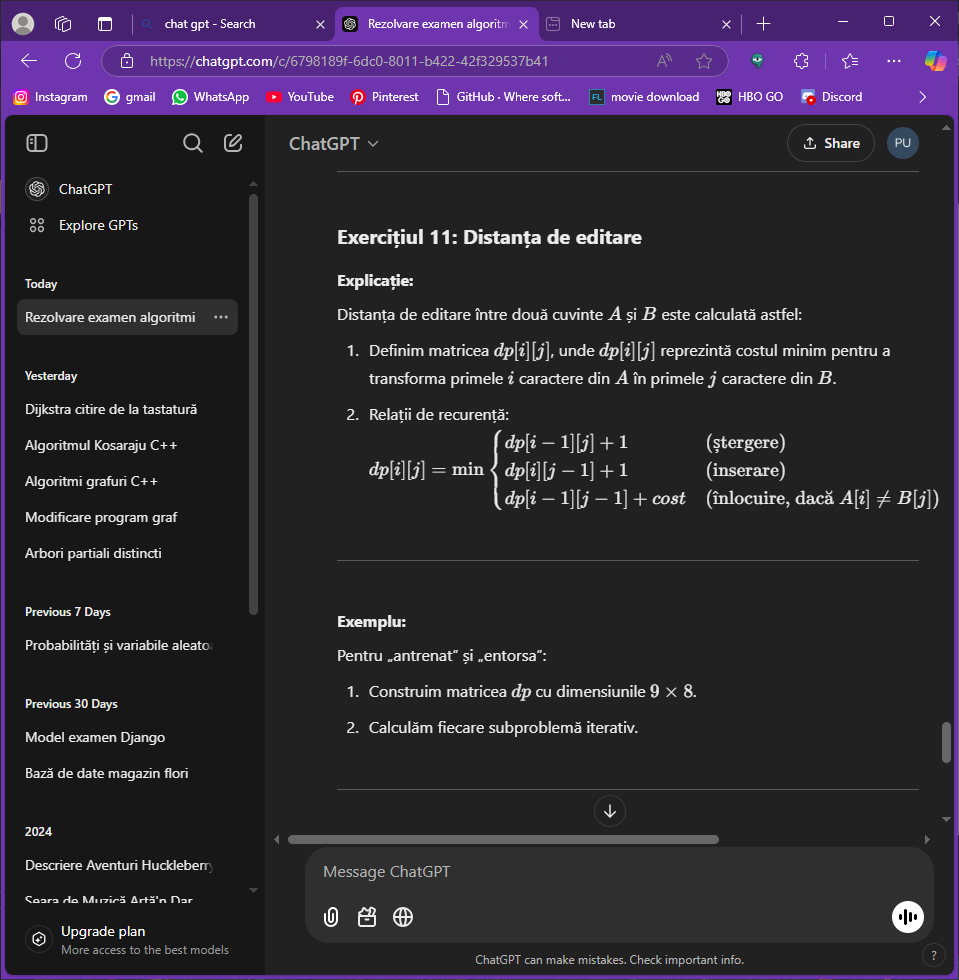 chat gpt - Search
Rezolvare examen algoritm
New tab
https://chatgpt.com/c/6798189f-6dc0-8011-b422-42f329537b41
Instagram
gmail
WhatsApp
YouTube
Pinterest
GitHub · Where soft...
FL
movie download
HBO GO
HBO GO
Discord
ChatGPT
Share
PU
ChatGPT
Explore GPTs
Today
Rezolvare examen algoritmi
Yesterday
Dijkstra citire de la tastatură
Algoritmul Kosaraju C++
Algoritmi grafuri C++
Modificare program graf
Arbori partiali distincti
Previous 7 Days
Probabilități și variabile aleatoa
Previous 30 Days
Model examen Django
Bază de date magazin flori
2024
Descriere Aventuri Huckleberry
Seara de Muzică Artă'n Dar
Upgrade plan
More access to the best models
Exercițiul 11: Distanța de editare
Explicație:
Distanța de editare între două cuvinte A și B este calculată astfel:
1. Definim matricea dp[i][j], unde dp[i][j] reprezintă costul minim pentru a
transforma primele i caractere din A în primele j caractere din B.
2. Relații de recurență:
dp[i][j] = min { dp[i − 1][j] + 1 (ștergere)
dp[i][j − 1] + 1 (inserare)
dp[i − 1][j − 1] + cost (înlocuire, dacă A[i] ≠ B[j])
Exemplu:
Pentru „antrenat” și „entorsa”:
1. Construim matricea dp cu dimensiunile 9 × 8.
2. Calculăm fiecare subproblemă iterativ.
Message ChatGPT
ChatGPT can make mistakes. Check important info.
?